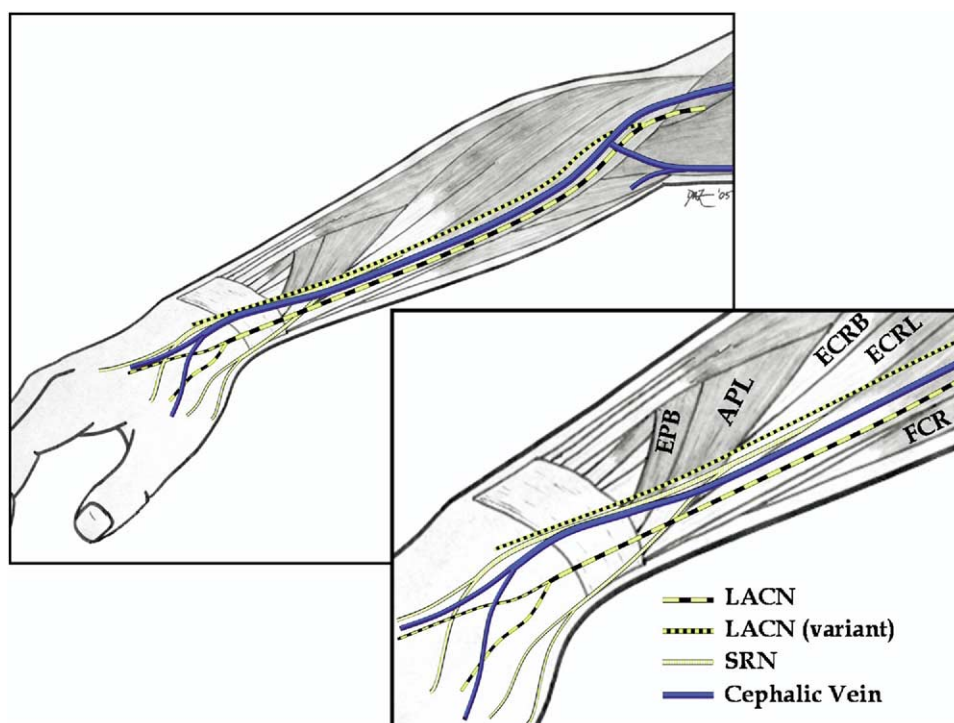 EPB
APL
ECRB
ECRL
FCR
LACN
LACN (variant)
SRN
Cephalic Vein